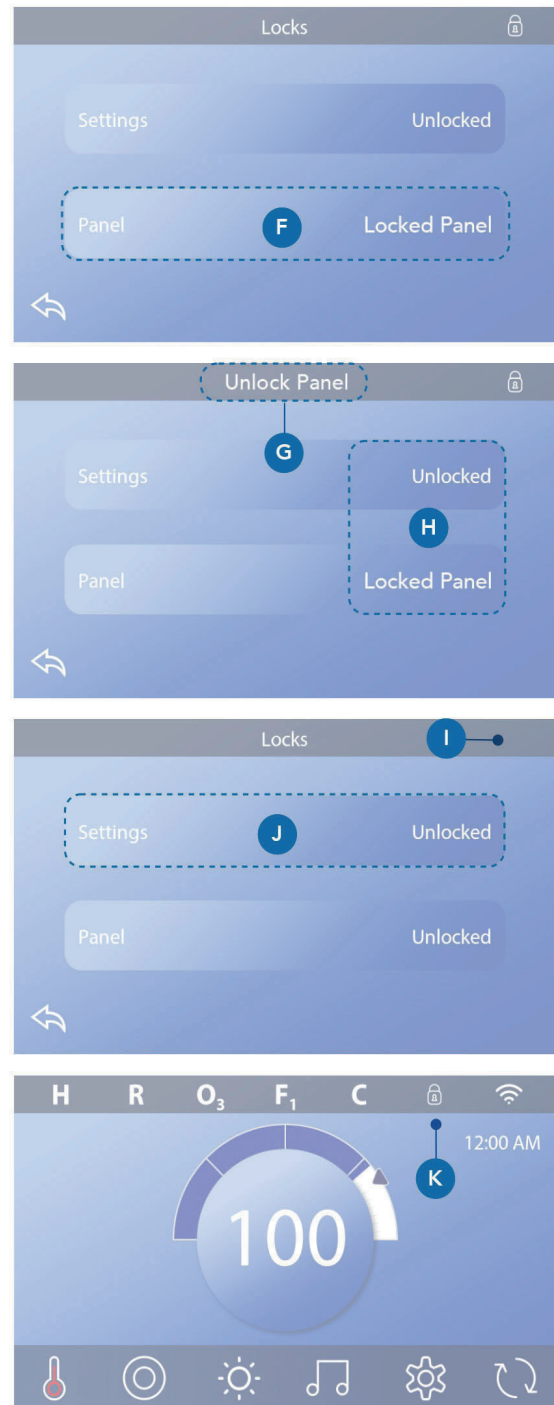 Locks
Settings Unlocked
Panel F Locked Panel
Unlock Panel
G
Settings Unlocked
H
Panel Locked Panel
Locks I
Settings J Unlocked
Panel Unlocked
H R O₃ F₁ C
12:00 AM
K
100